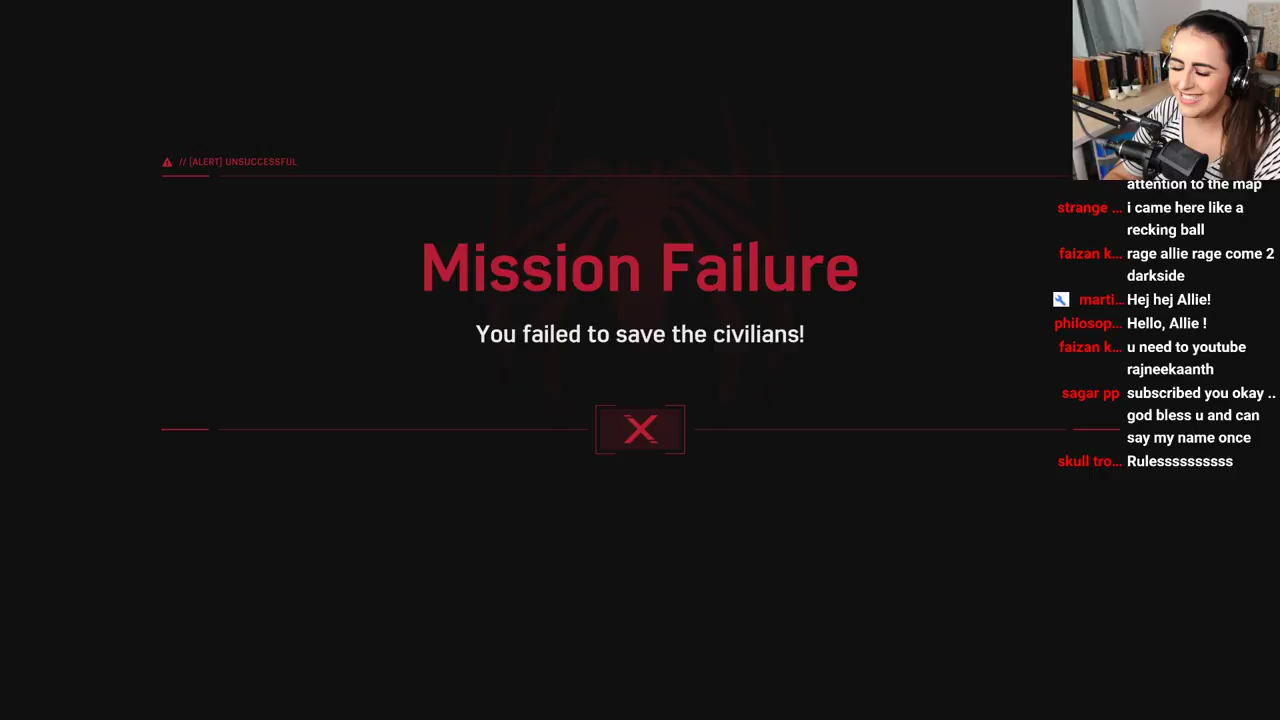 // [ALERT] UNSUCCESSFUL
Mission Failure
You failed to save the civilians!
X
attention to the map
strange ... i came here like a
recking ball
faizan k... rage allie rage come 2
darkside
marti... Hej hej Allie!
philosop... Hello, Allie !
faizan k... u need to youtube
rajneekaanth
sagar pp subscribed you okay ..
god bless u and can
say my name once
skull tro... Rulesssssssss